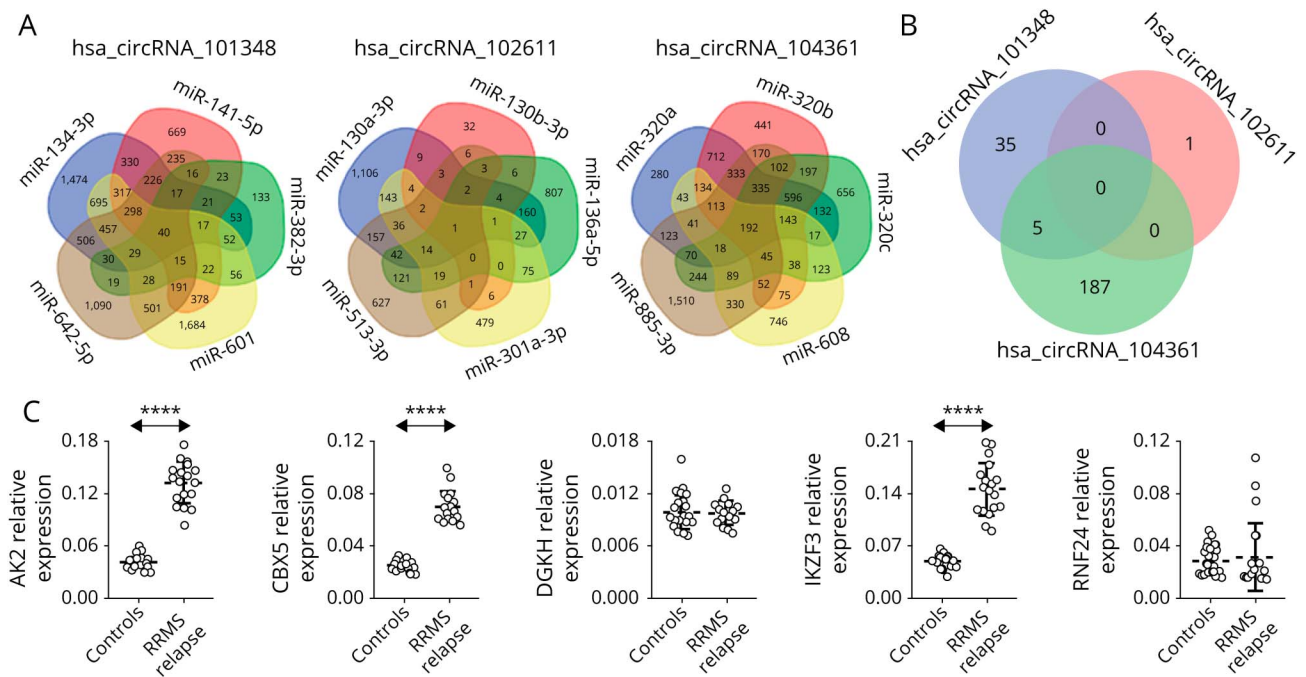 A
hsa_circRNA_101348
miR-134-3p
miR-141-5p
miR-382-3p
miR-601
miR-642-5p
669
330
235
1,474
226
16
23
133
317
17
695
298
21
53
457
40
17
52
506
30
29
15
22
56
19
28
191
1,090
501
378
1,684
hsa_circRNA_102611
miR-130a-3p
miR-130b-3p
miR-136a-5p
miR-301a-3p
miR-513-3p
32
9
6
1,106
3
3
6
807
4
2
143
2
4
160
36
1
1
27
157
42
14
0
0
75
121
19
1
627
61
6
479
hsa_circRNA_104361
miR-320a
miR-320b
miR-320c
miR-608
miR-885-3p
441
712
170
280
333
102
197
656
134
335
43
113
596
132
41
192
143
17
123
70
18
45
38
123
244
89
52
1,510
330
75
746
B
hsa_circRNA_101348
hsa_circRNA_102611
35
0
1
0
5
0
187
hsa_circRNA_104361
C
AK2 relative
expression
0.18
0.12
0.06
0.00
****
Controls
RRMS
relapse
CBX5 relative
expression
0.12
0.08
0.04
0.00
****
Controls
RRMS
relapse
DGKH relative
expression
0.018
0.012
0.006
0.000
Controls
RRMS
relapse
IKZF3 relative
expression
0.21
0.14
0.07
0.00
****
Controls
RRMS
relapse
RNF24 relative
expression
0.12
0.08
0.04
0.00
Controls
RRMS
relapse